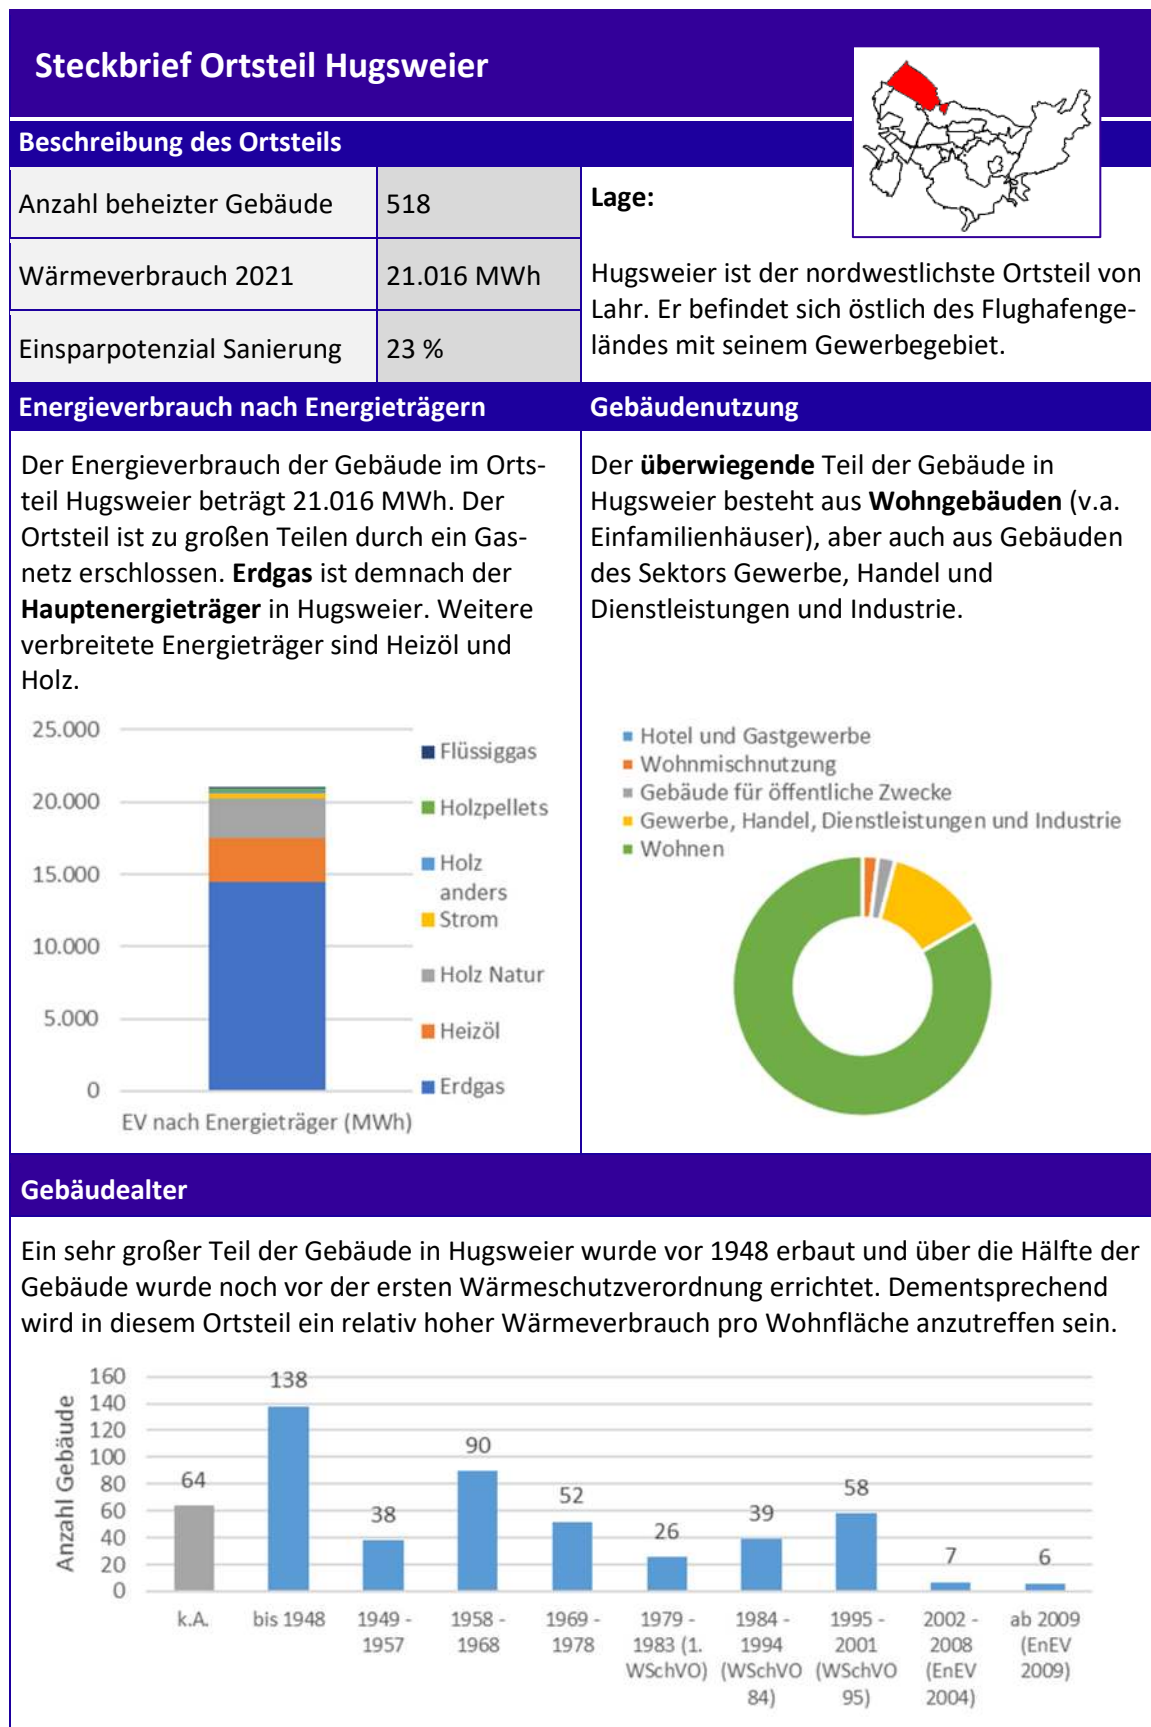 Steckbrief Ortsteil Hugsweier
Beschreibung des Ortsteils
Anzahl beheizter Gebäude 518
Wärmeverbrauch 2021 21.016 MWh
Einsparpotenzial Sanierung 23 %
Lage:
Hugsweier ist der nordwestlichste Ortsteil von
Lahr. Er befindet sich östlich des Flughafenge-
ländes mit seinem Gewerbegebiet.
Energieverbrauch nach Energieträgern
Der Energieverbrauch der Gebäude im Orts-
teil Hugsweier beträgt 21.016 MWh. Der
Ortsteil ist zu großen Teilen durch ein Gas-
netz erschlossen. Erdgas ist demnach der
Hauptenergieträger in Hugsweier. Weitere
verbreitete Energieträger sind Heizöl und
Holz.
25.000
20.000
15.000
10.000
5.000
0
EV nach Energieträger (MWh)
Flüssiggas
Holzpellets
Holz
anders
Strom
Holz Natur
Heizöl
Erdgas
Gebäudenutzung
Der überwiegende Teil der Gebäude in
Hugsweier besteht aus Wohngebäuden (v.a.
Einfamilienhäuser), aber auch aus Gebäuden
des Sektors Gewerbe, Handel und
Dienstleistungen und Industrie.
Hotel und Gastgewerbe
Wohnmischnutzung
Gebäude für öffentliche Zwecke
Gewerbe, Handel, Dienstleistungen und Industrie
Wohnen
Gebäudealter
Ein sehr großer Teil der Gebäude in Hugsweier wurde vor 1948 erbaut und über die Hälfte der
Gebäude wurde noch vor der ersten Wärmeschutzverordnung errichtet. Dementsprechend
wird in diesem Ortsteil ein relativ hoher Wärmeverbrauch pro Wohnfläche anzutreffen sein.
Anzahl Gebäude
160
140
120
100
80
60
40
20
0
64 138 38 90 52 26 39 58 7 6
k.A. bis 1948 1949 - 1958 - 1969 - 1979 - 1984 - 1995 - 2002 - ab 2009
1957 1968 1978 1983 (1. 1994 2001 2008 (EnEV
WSchVO) (WSchVO (WSchVO (EnEV 2009)
84) 95) 2004)